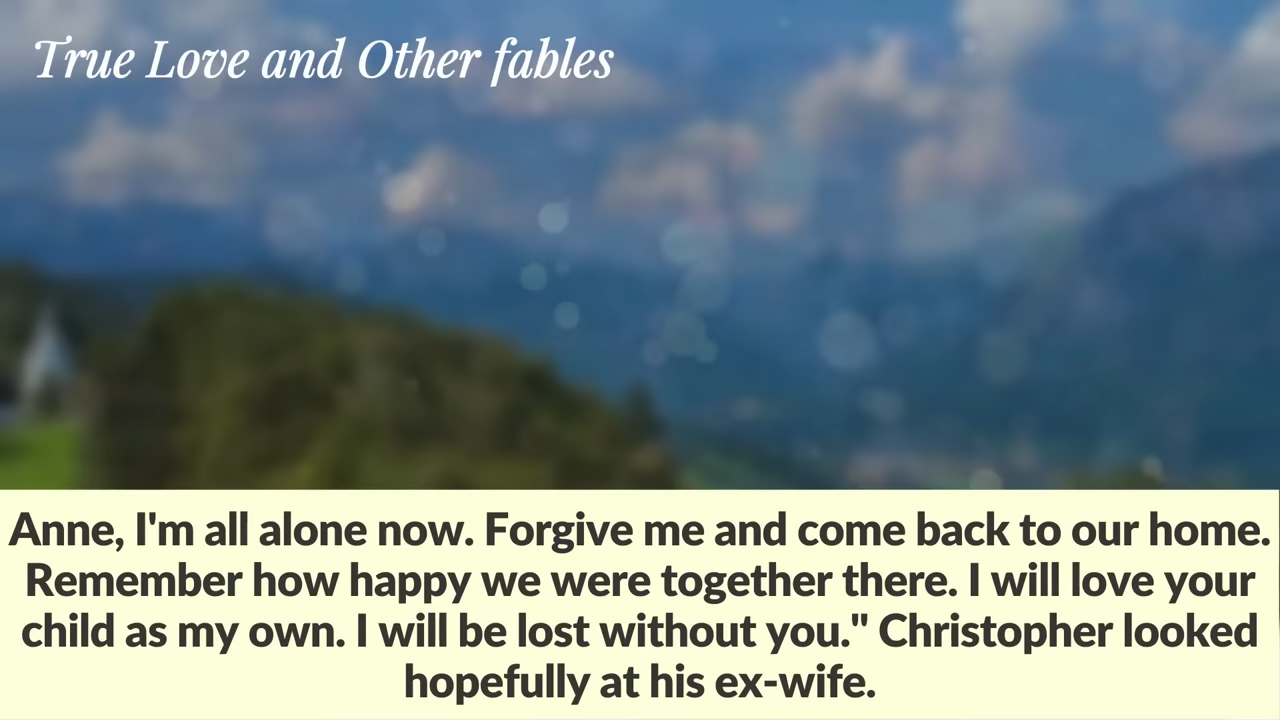 True Love and Other fables
Anne, I'm all alone now. Forgive me and come back to our home.
Remember how happy we were together there. I will love your
child as my own. I will be lost without you." Christopher looked
hopefully at his ex-wife.